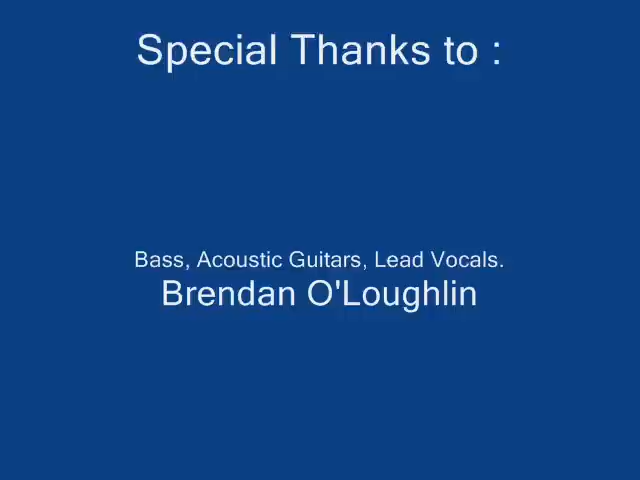 Special Thanks to :
Bass, Acoustic Guitars, Lead Vocals.
Brendan O'Loughlin